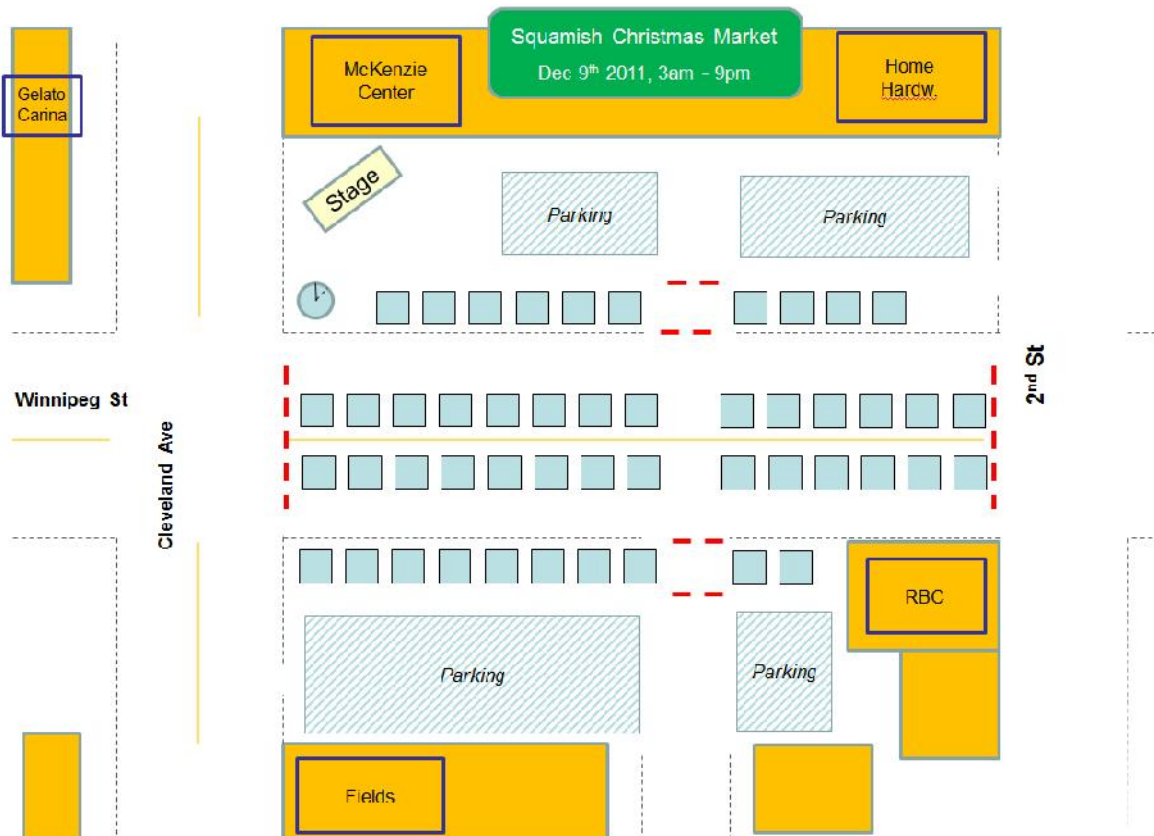 Squamish Christmas Market
Dec 9th 2011, 3am - 9pm
Gelato
Carina
McKenzie
Center
Home
Hardw.
Stage
Parking
Parking
Winnipeg St
Cleveland Ave
2nd St
RBC
Parking
Parking
Fields